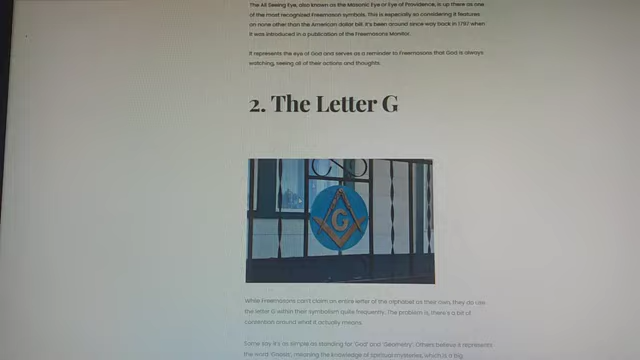 The All Seeing Eye, also known as the Masonic Eye or Eye of Providence, is up there as one
of the most recognized Freemason symbols. This is especially so considering it features
on none other than the American dollar bill. It's been around since way back in 1797 when
it was introduced in a publication of the Freemasons Monitor.
It represents the eye of God and serves as a reminder to Freemasons that God is always
watching, seeing all of their actions and thoughts.
2. The Letter G
G
While Freemasons can't claim an entire letter of the alphabet as their own, they do use
the letter G within their symbolism quite frequently. The problem is, there's a bit of
contention around what it actually means.
Some say it's as simple as standing for 'God' and 'Geometry'. Others believe it represents
the word 'Gnosis', meaning the knowledge of spiritual mysteries, which is a big